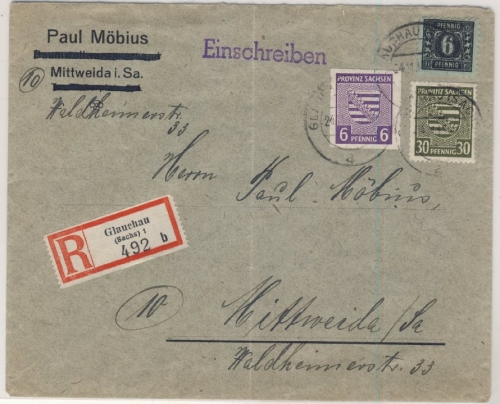 Paul Möbius
Mittweida i. Sa.
(10)
Waldheimerstr.
33
Einschreiben
PFENNIG
6
PFENNIG
PROVINZ SACHSEN
6 6
PFENNIG
PROVINZ SACHSEN
30 30
PFENNIG
Herrn Paul Möbius,
R
Glauchau
(Sachs) 1
492 b
(10) Mittweida/Sa
Waldheimerstr. 33